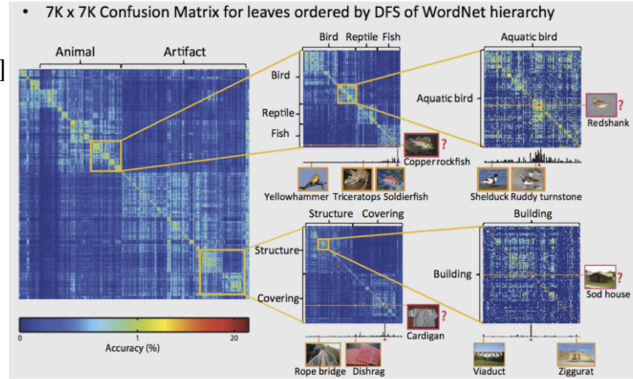 • 7K x 7K Confusion Matrix for leaves ordered by DFS of WordNet hierarchy
]
Animal Artifact
Bird Reptile Fish
Bird
Reptile
Fish
?
Copper rockfish
Yellowhammer Triceratops Soldierfish
Aquatic bird
Aquatic bird
?
Redshank
Shelduck Ruddy turnstone
Structure Covering
Structure
Covering
?
Cardigan
Rope bridge Dishrag
Building
Building
?
Sod house
Viaduct Ziggurat
0 1 10 20
Accuracy (%)